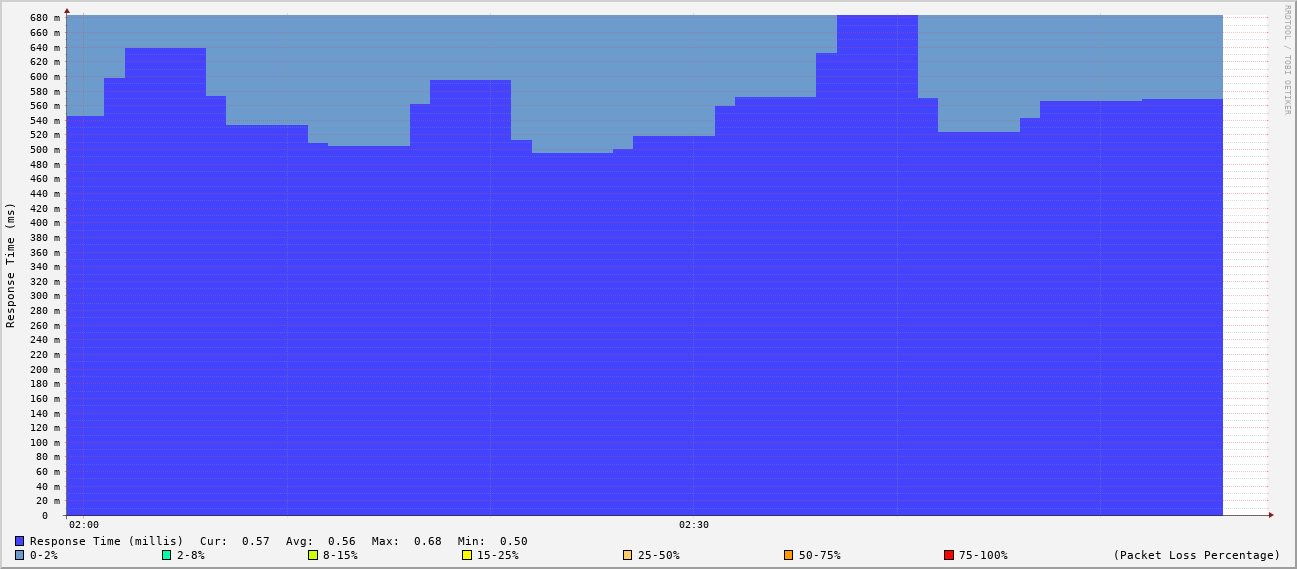 680 m
660 m
640 m
620 m
600 m
580 m
560 m
540 m
520 m
500 m
480 m
460 m
440 m
420 m
400 m
380 m
360 m
340 m
320 m
300 m
280 m
260 m
240 m
220 m
200 m
180 m
160 m
140 m
120 m
100 m
80 m
60 m
40 m
20 m
0
Response Time (ms)
RRDTOOL / TOBI OETIKER
02:00 02:30
Response Time (millis) Cur: 0.57 Avg: 0.56 Max: 0.68 Min: 0.50
0-2% 2-8% 8-15% 15-25% 25-50% 50-75% 75-100% (Packet Loss Percentage)